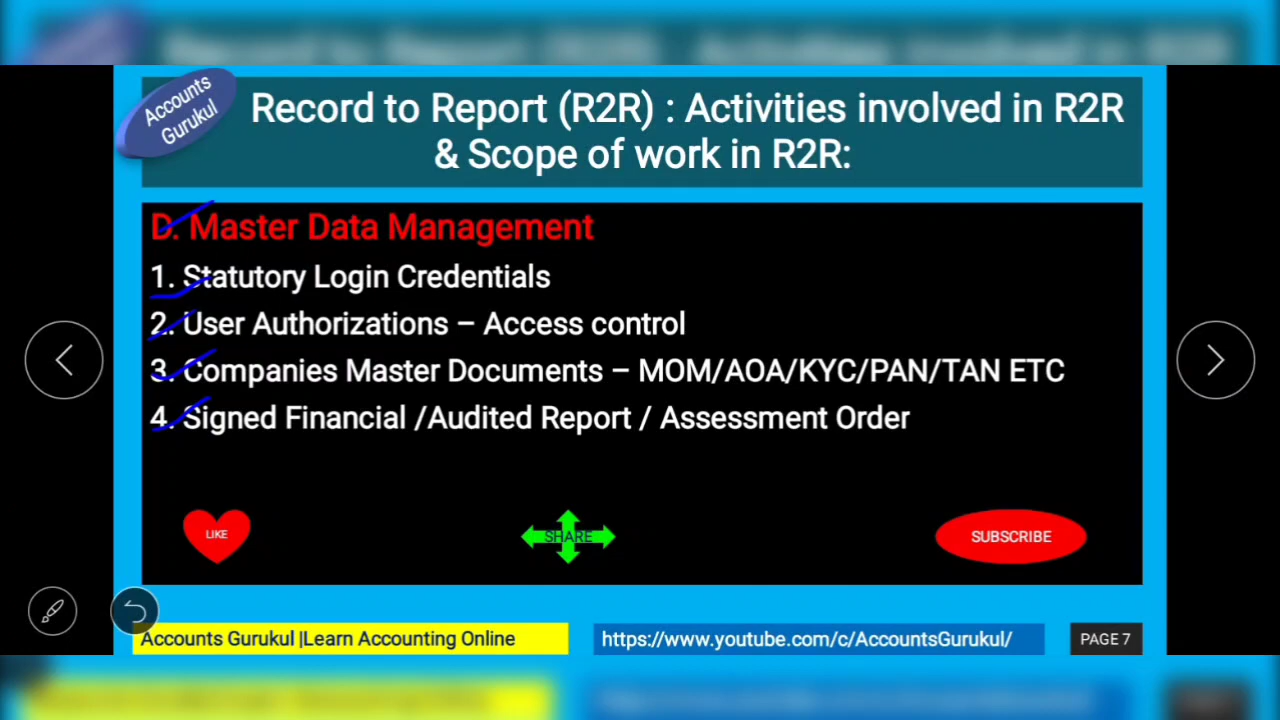 Accounts
Gurukul
Record to Report (R2R) : Activities involved in R2R
& Scope of work in R2R:
D. Master Data Management
1. Statutory Login Credentials
2. User Authorizations – Access control
3. Companies Master Documents – MOM/AOA/KYC/PAN/TAN ETC
4. Signed Financial /Audited Report / Assessment Order
LIKE
SHARE
SUBSCRIBE
Accounts Gurukul |Learn Accounting Online
https://www.youtube.com/c/AccountsGurukul/
PAGE 7